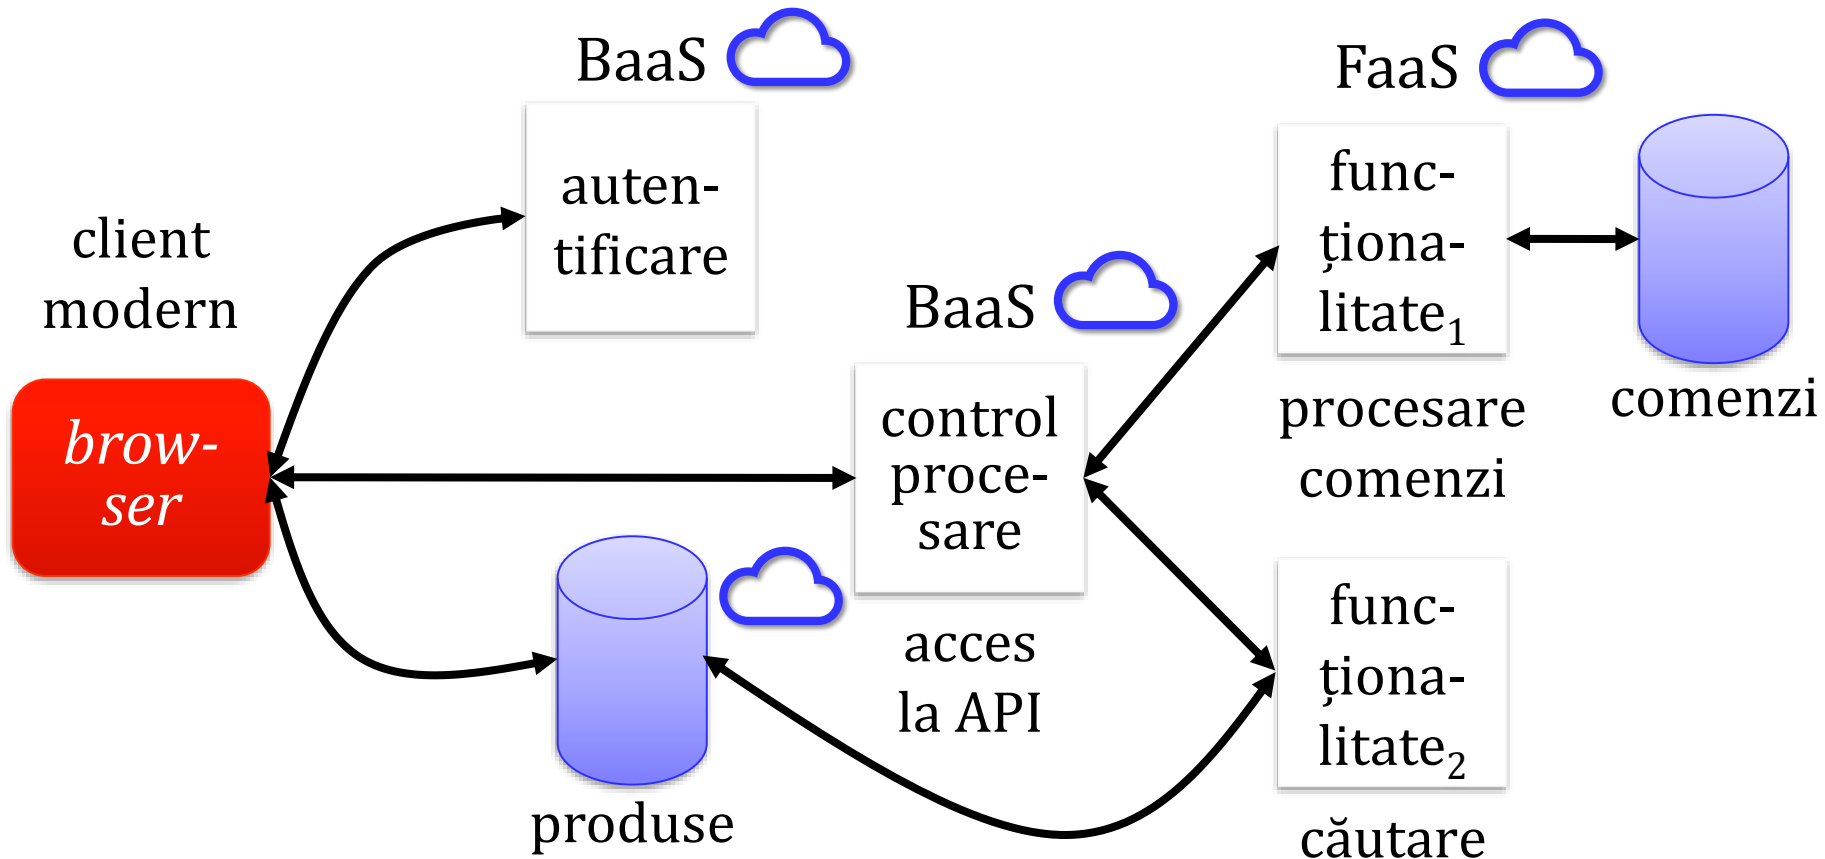 client
modern
brow-
ser
BaaS
auten-
tificare
produse
BaaS
control
proce-
sare
acces
la API
FaaS
func-
ționa-
litate₁
procesare
comenzi
comenzi
func-
ționa-
litate₂
căutare